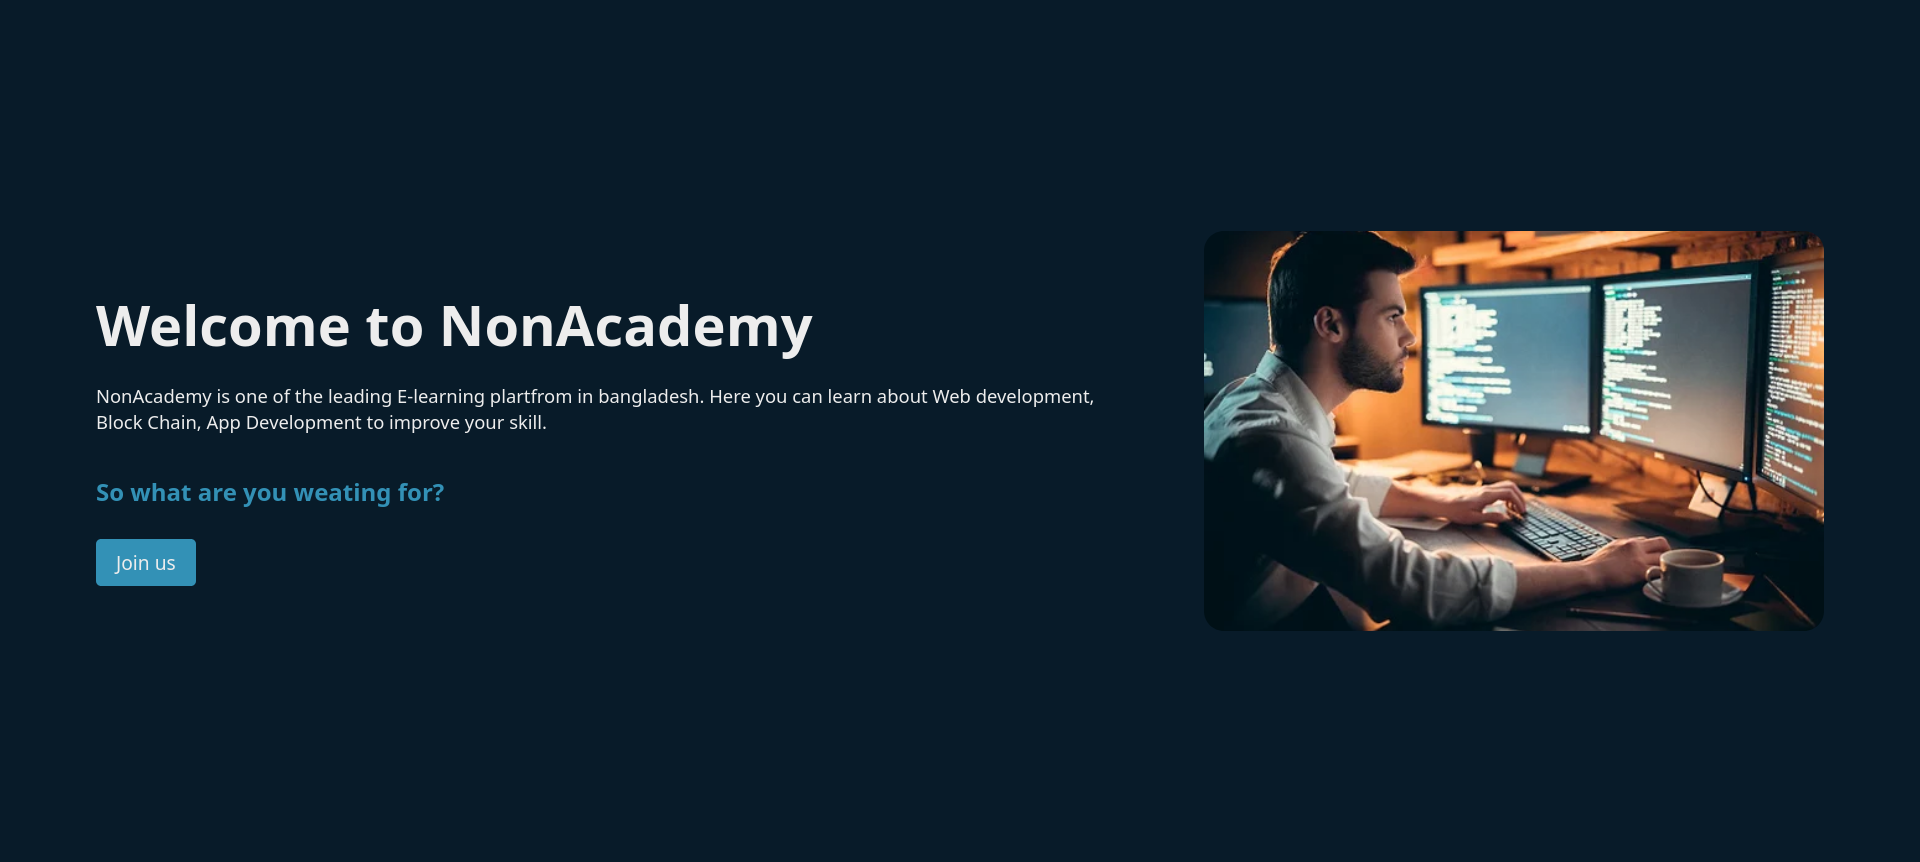 Welcome to NonAcademy
NonAcademy is one of the leading E-learning plartfrom in bangladesh. Here you can learn about Web development,
Block Chain, App Development to improve your skill.
So what are you weating for?
Join us